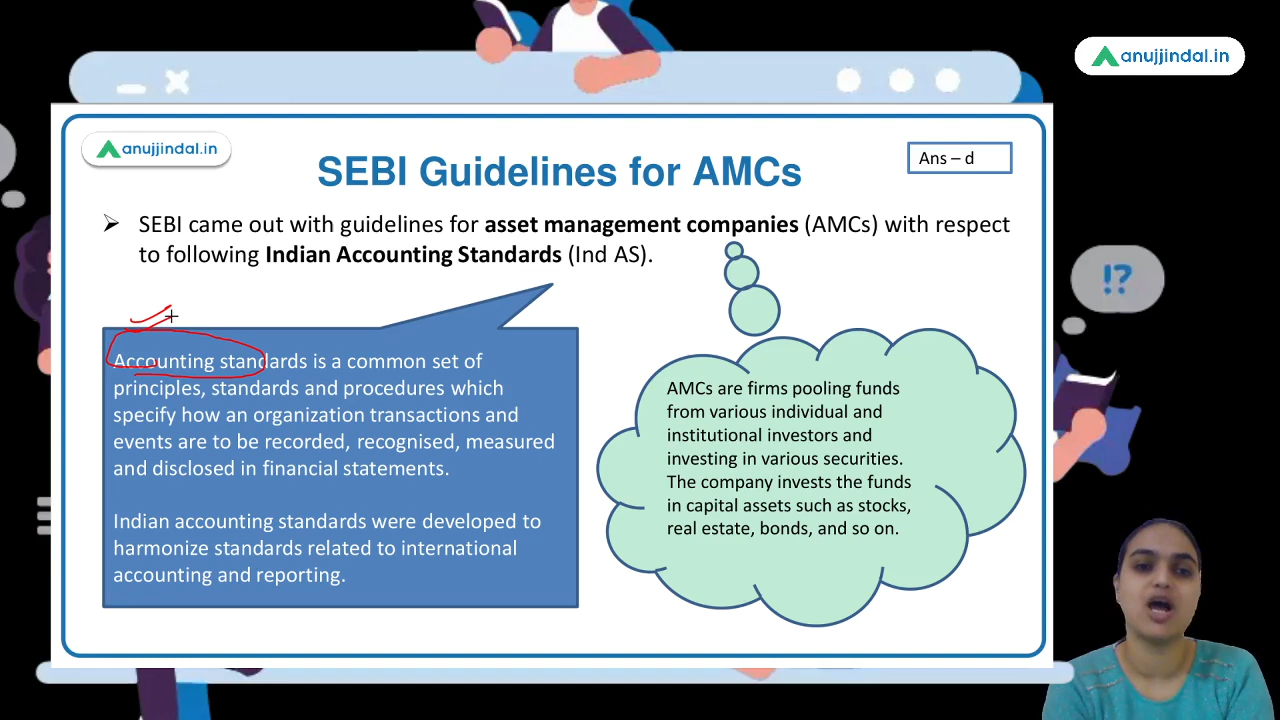 anujjindal.in
anujjindal.in
SEBI Guidelines for AMCs
Ans – d
➢ SEBI came out with guidelines for asset management companies (AMCs) with respect
to following Indian Accounting Standards (Ind AS).
!?
Accounting standards is a common set of
principles, standards and procedures which
specify how an organization transactions and
events are to be recorded, recognised, measured
and disclosed in financial statements.
Indian accounting standards were developed to
harmonize standards related to international
accounting and reporting.
AMCs are firms pooling funds
from various individual and
institutional investors and
investing in various securities.
The company invests the funds
in capital assets such as stocks,
real estate, bonds, and so on.